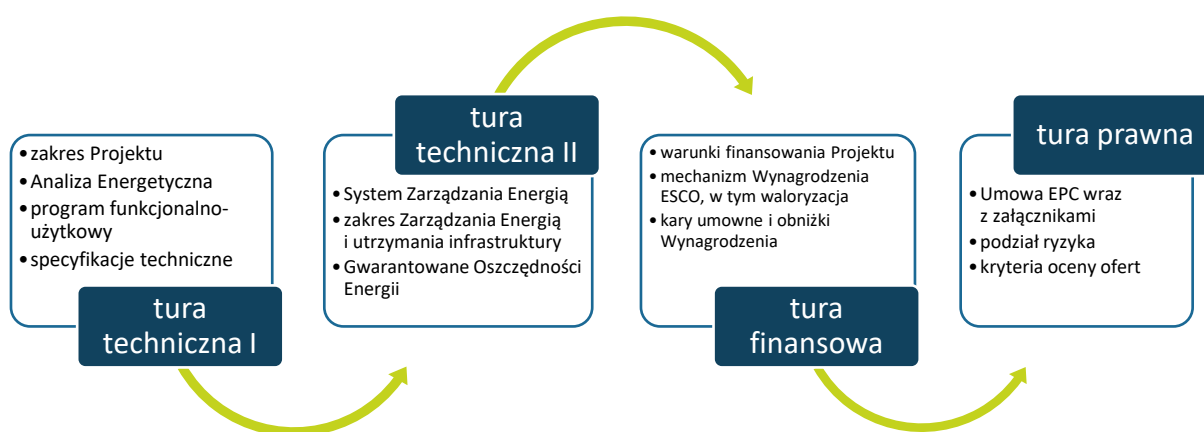 • zakres Projektu
• Analiza Energetyczna
• program funkcjonalno-
użytkowy
• specyfikacje techniczne
tura
techniczna I
tura
techniczna II
• System Zarządzania Energią
• zakres Zarządzania Energią
i utrzymania infrastruktury
• Gwarantowane Oszczędności
Energii
• warunki finansowania Projektu
• mechanizm Wynagrodzenia
ESCO, w tym waloryzacja
• kary umowne i obniżki
Wynagrodzenia
tura
finansowa
tura prawna
• Umowa EPC wraz
z załącznikami
• podział ryzyka
• kryteria oceny ofert